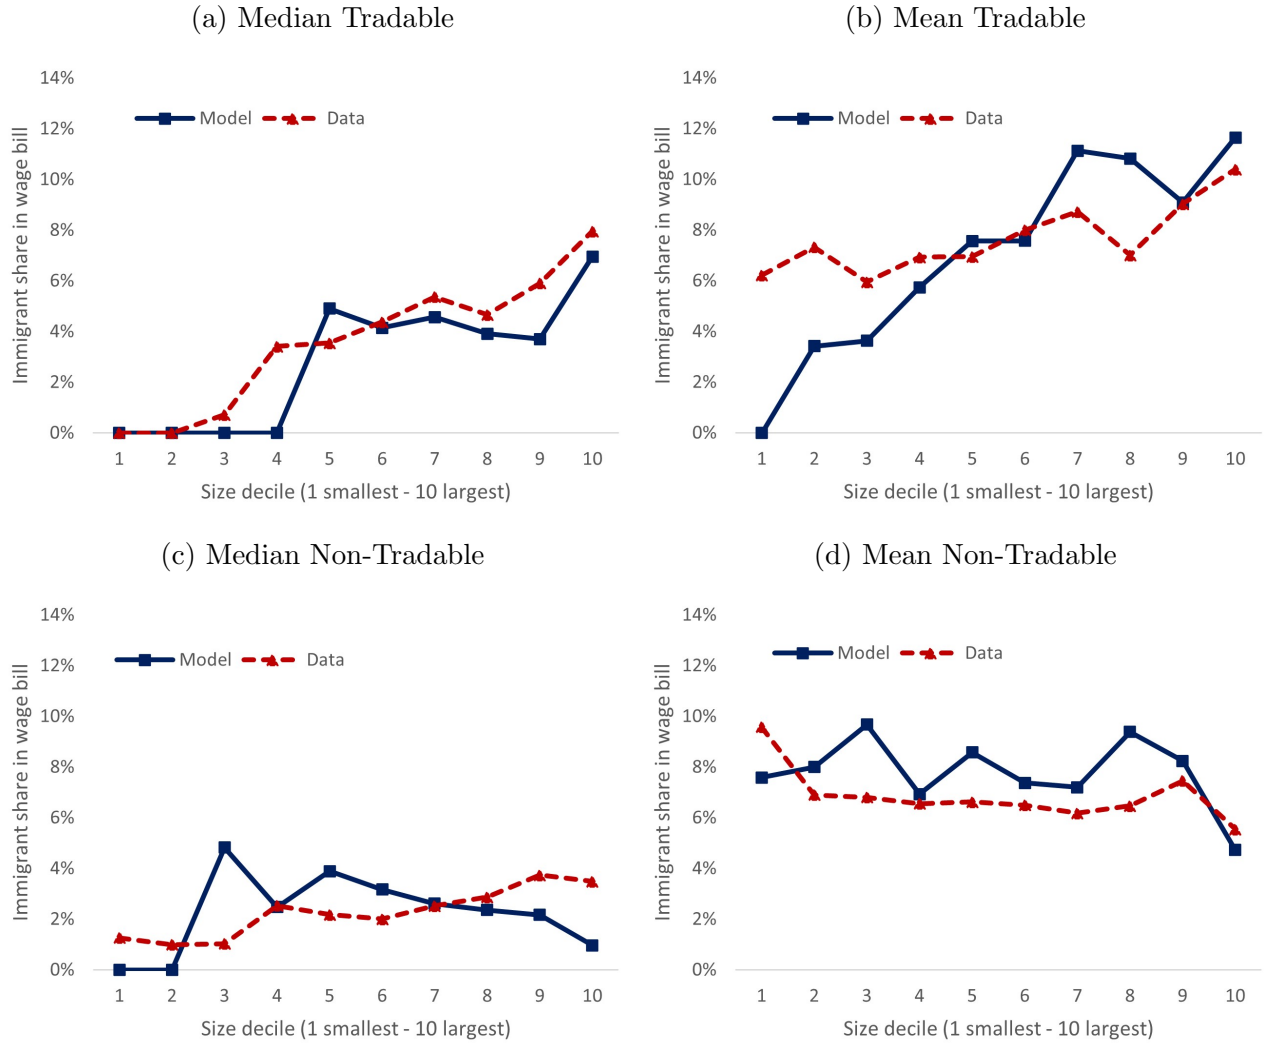 (a) Median Tradable
14%
12%
10%
8%
6%
4%
2%
0%
Immigrant share in wage bill
Model Data
1 2 3 4 5 6 7 8 9 10
Size decile (1 smallest - 10 largest)
(b) Mean Tradable
14%
12%
10%
8%
6%
4%
2%
0%
Immigrant share in wage bill
Model Data
1 2 3 4 5 6 7 8 9 10
Size decile (1 smallest - 10 largest)
(c) Median Non-Tradable
14%
12%
10%
8%
6%
4%
2%
0%
Immigrant share in wage bill
Model Data
1 2 3 4 5 6 7 8 9 10
Size decile (1 smallest - 10 largest)
(d) Mean Non-Tradable
14%
12%
10%
8%
6%
4%
2%
0%
Immigrant share in wage bill
Model Data
1 2 3 4 5 6 7 8 9 10
Size decile (1 smallest - 10 largest)